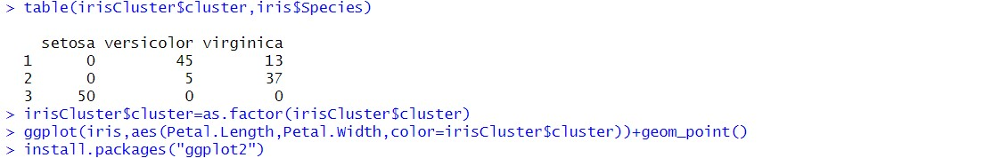 > table(irisCluster$cluster,iris$Species)
    setosa versicolor virginica
  1      0         45        13
  2      0          5        37
  3     50          0         0
> irisCluster$cluster=as.factor(irisCluster$cluster)
> ggplot(iris,aes(Petal.Length,Petal.Width,color=irisCluster$cluster))+geom_point()
> install.packages("ggplot2")